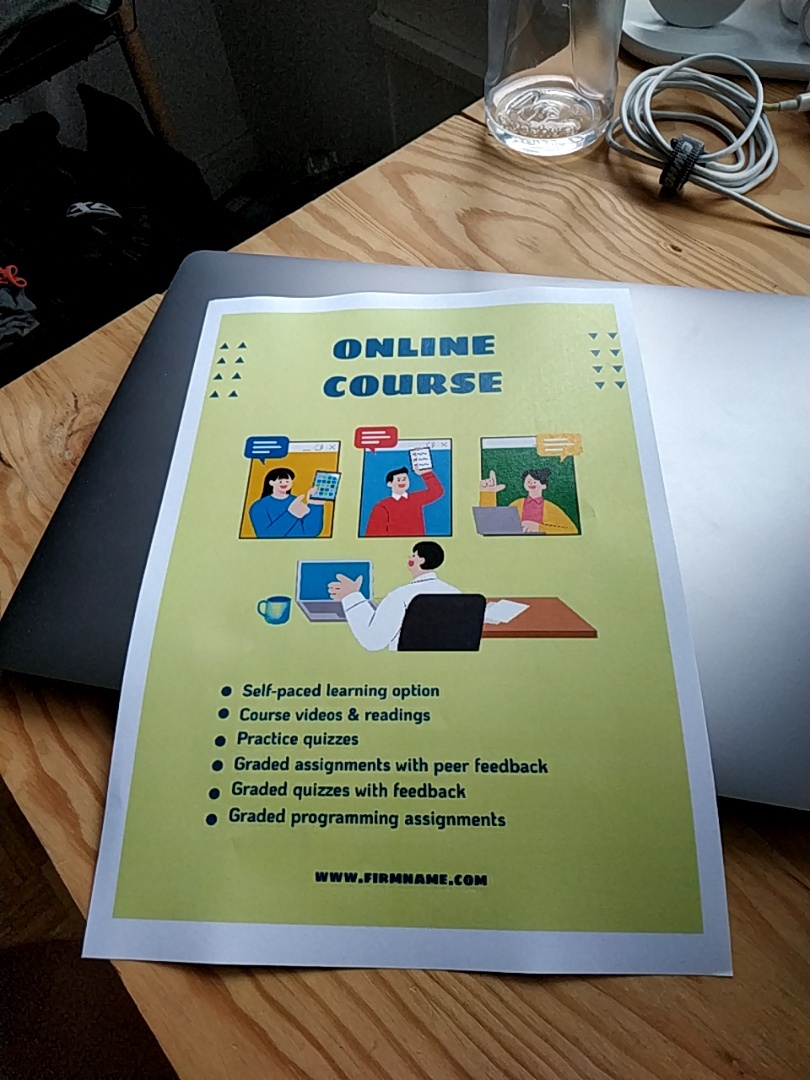 ONLINE
COURSE
Self-paced learning option
Course videos & readings
Practice quizzes
Graded assignments with peer feedback
Graded quizzes with feedback
Graded programming assignments
WWW.FIRMNAME.COM